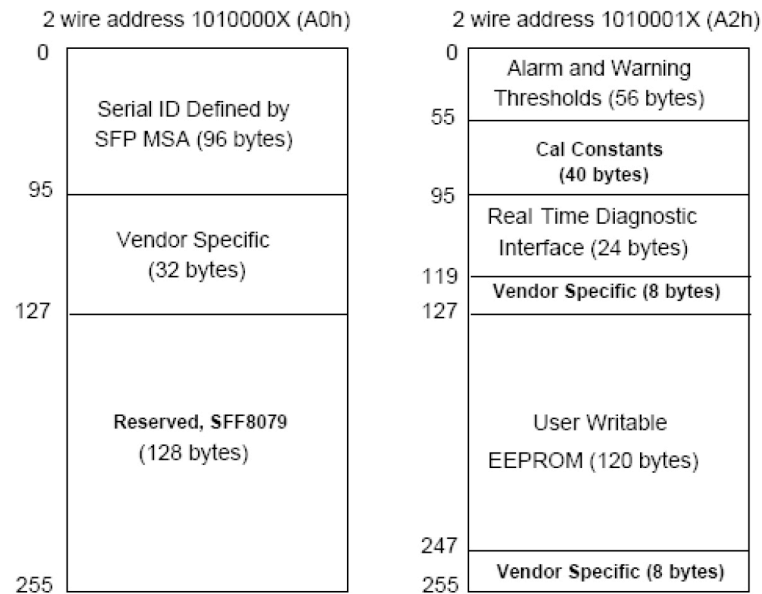 2 wire address 1010000X (A0h)
0
Serial ID Defined by
SFP MSA (96 bytes)
95
Vendor Specific
(32 bytes)
127
Reserved, SFF8079
(128 bytes)
255
2 wire address 1010001X (A2h)
0
Alarm and Warning
Thresholds (56 bytes)
55
Cal Constants
(40 bytes)
95
Real Time Diagnostic
Interface (24 bytes)
119
Vendor Specific (8 bytes)
127
User Writable
EEPROM (120 bytes)
247
Vendor Specific (8 bytes)
255